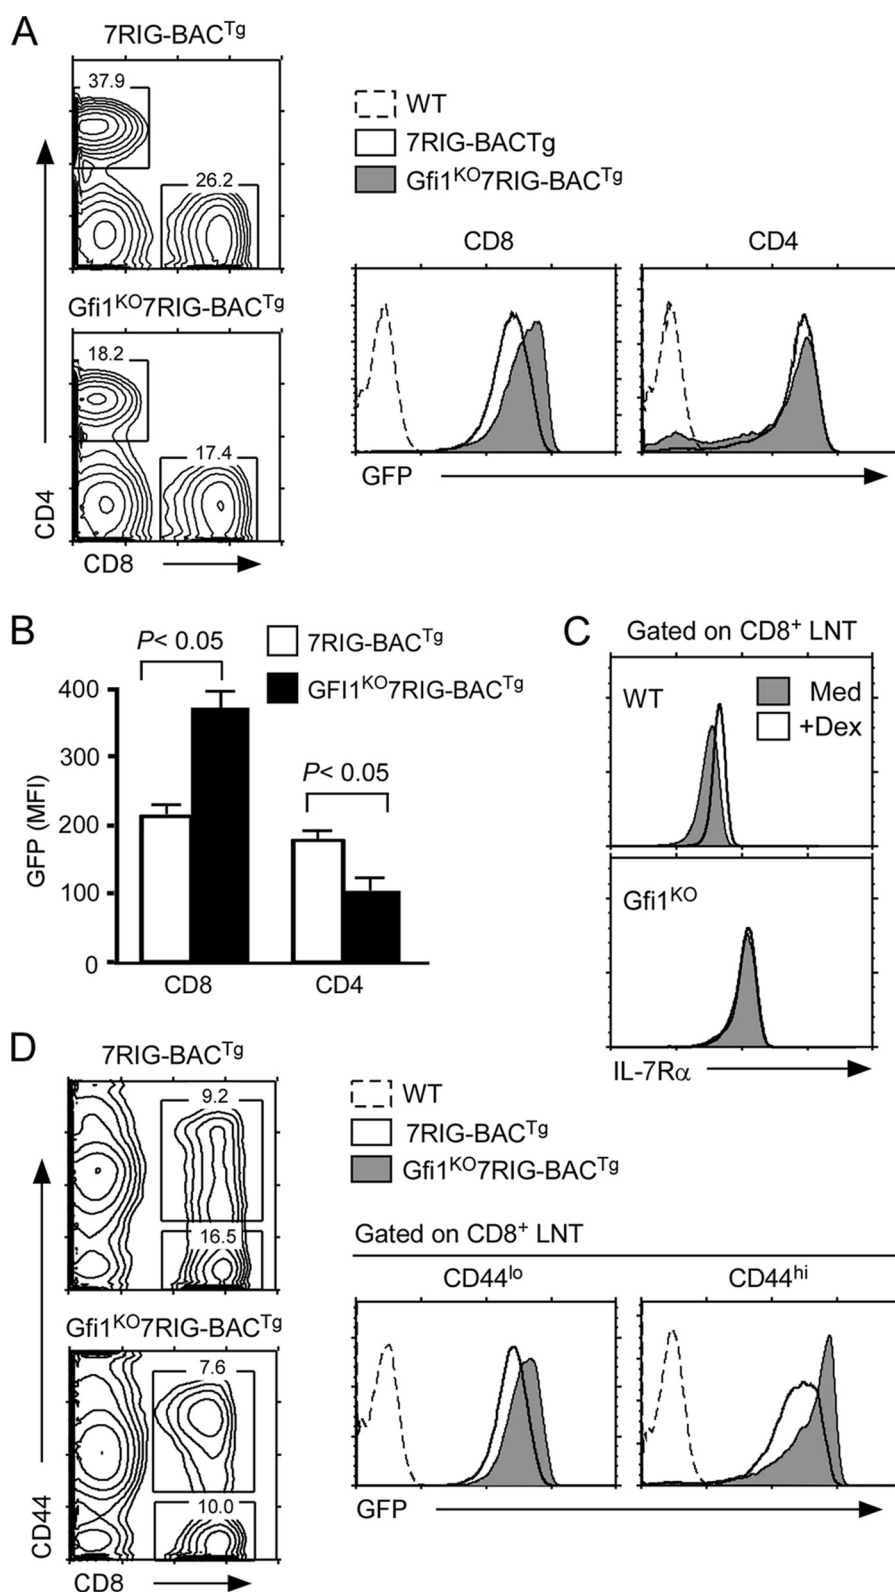 A
7RIG-BACTg
37.9
26.2
Gfi1KO7RIG-BACTg
18.2
17.4
CD4
CD8
WT
7RIG-BACTg
Gfi1KO7RIG-BACTg
CD8
CD4
GFP
B
P< 0.05
P< 0.05
7RIG-BACTg
GFI1KO7RIG-BACTg
GFP (MFI)
400
300
200
100
0
CD8
CD4
C
Gated on CD8+ LNT
WT
Med
+Dex
Gfi1KO
IL-7Rα
D
7RIG-BACTg
9.2
16.5
Gfi1KO7RIG-BACTg
7.6
10.0
CD44
CD8
WT
7RIG-BACTg
Gfi1KO7RIG-BACTg
Gated on CD8+ LNT
CD44lo
CD44hi
GFP